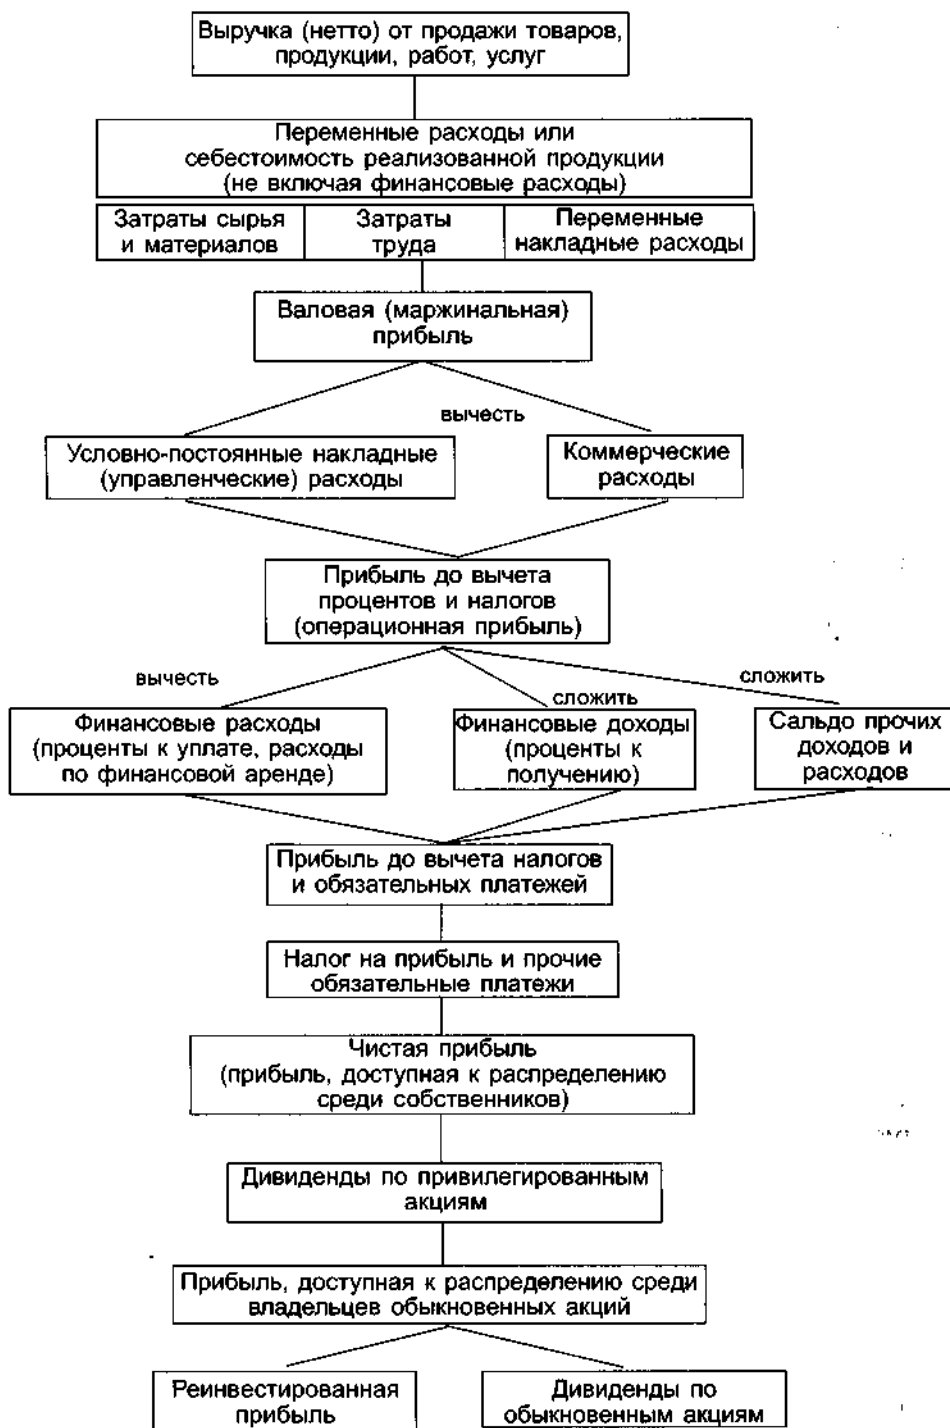 Выручка (нетто) от продажи товаров,
продукции, работ, услуг
Переменные расходы или
себестоимость реализованной продукции
(не включая финансовые расходы)
Затраты сырья
и материалов
Затраты
труда
Переменные
накладные расходы
Валовая (маржинальная)
прибыль
вычесть
Условно-постоянные накладные
(управленческие) расходы
Коммерческие
расходы
Прибыль до вычета
процентов и налогов
(операционная прибыль)
вычесть
сложить
сложить
Финансовые расходы
(проценты к уплате, расходы
по финансовой аренде)
Финансовые доходы
(проценты к
получению)
Сальдо прочих
доходов и
расходов
Прибыль до вычета налогов
и обязательных платежей
Налог на прибыль и прочие
обязательные платежи
Чистая прибыль
(прибыль, доступная к распределению
среди собственников)
Дивиденды по привилегированным
акциям
Прибыль, доступная к распределению среди
владельцев обыкновенных акций
Реинвестированная
прибыль
Дивиденды по
обыкновенным акциям